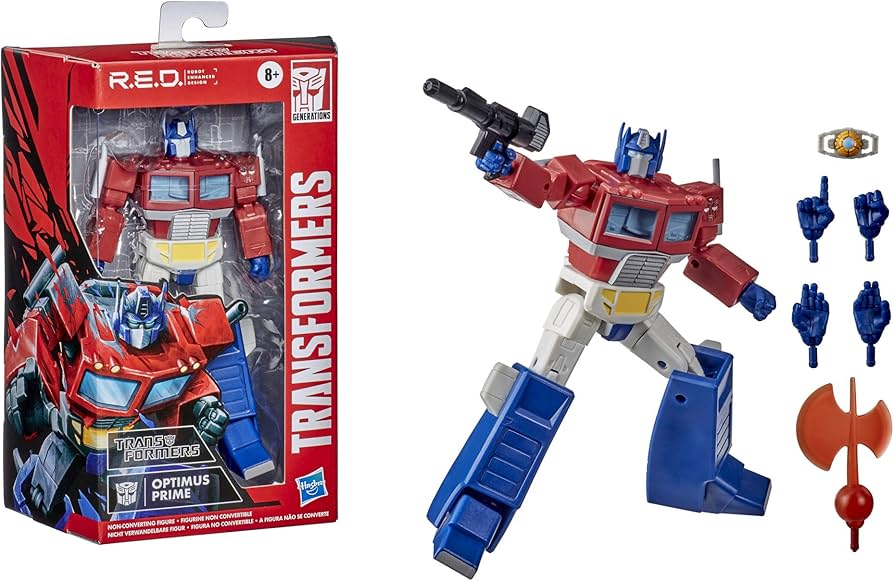 R.E.D.
ROBOT
ENHANCED
DESIGN
8+
GENERATIONS
TRANSFORMERS
TRANSFORMERS
OPTIMUS
PRIME
Hasbro
NON-CONVERTING FIGURE • FIGURINE NON CONVERTIBLE
NICHT VERWANDELBARE FIGUR • FIGURA NO CONVERTIBLE • A FIGURA NÃO SE CONVERTE